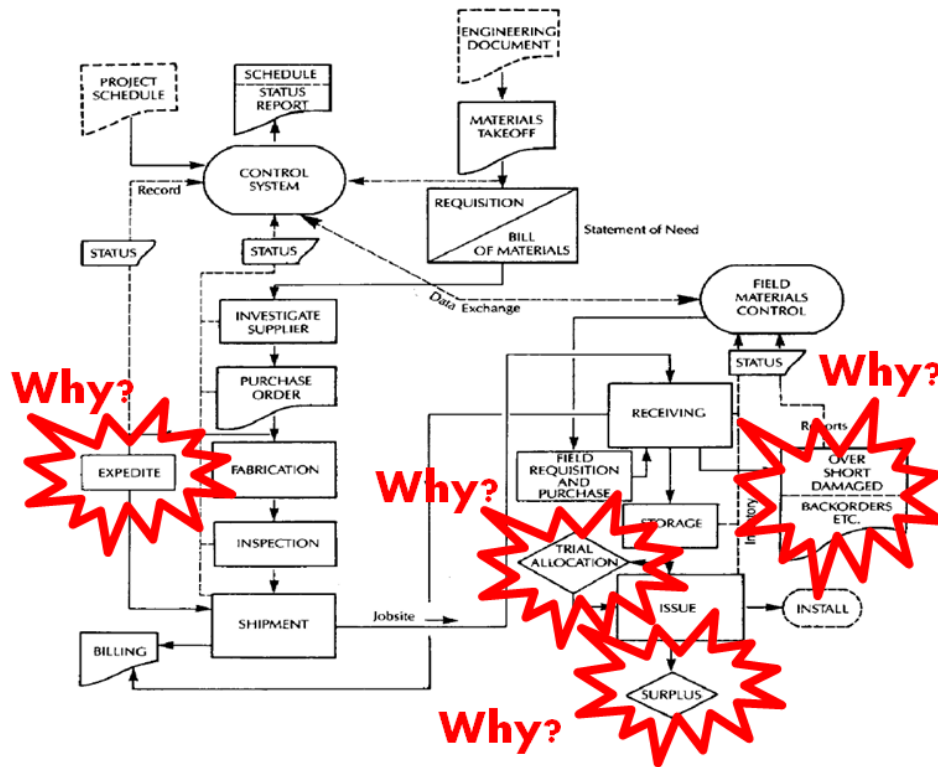 ENGINEERING
DOCUMENT
PROJECT
SCHEDULE
SCHEDULE
STATUS
REPORT
MATERIALS
TAKEOFF
CONTROL
SYSTEM
Record
REQUISITION
BILL
OF MATERIALS
Statement of Need
STATUS
STATUS
Data Exchange
FIELD
MATERIALS
CONTROL
INVESTIGATE
SUPPLIER
STATUS
Why?
PURCHASE
ORDER
Why?
RECEIVING
Reports
EXPEDITE
FABRICATION
Why?
FIELD
REQUISITION
AND
PURCHASE
OVER
SHORT
DAMAGED
BACKORDERS
ETC.
STORAGE
Inventory
INSPECTION
TRIAL
ALLOCATION
ISSUE
INSTALL
SHIPMENT
Jobsite
BILLING
SURPLUS
Why?